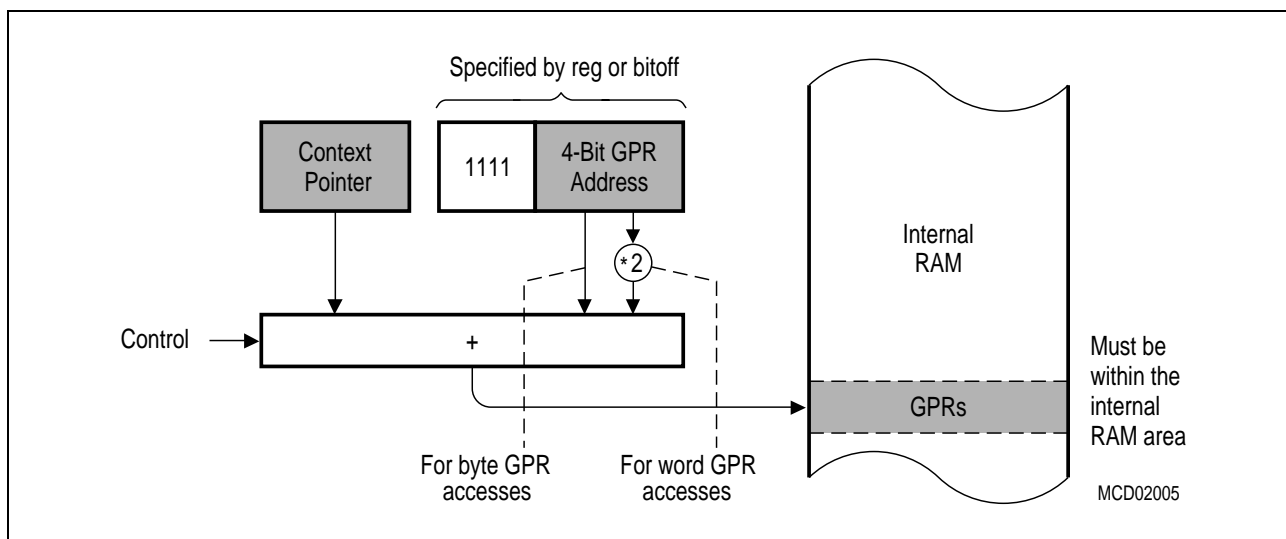 Specified by reg or bitoff
Context
Pointer
1111
4-Bit GPR
Address
*2
Control
+
For byte GPR
accesses
For word GPR
accesses
Internal
RAM
GPRs
Must be
within the
internal
RAM area
MCD02005